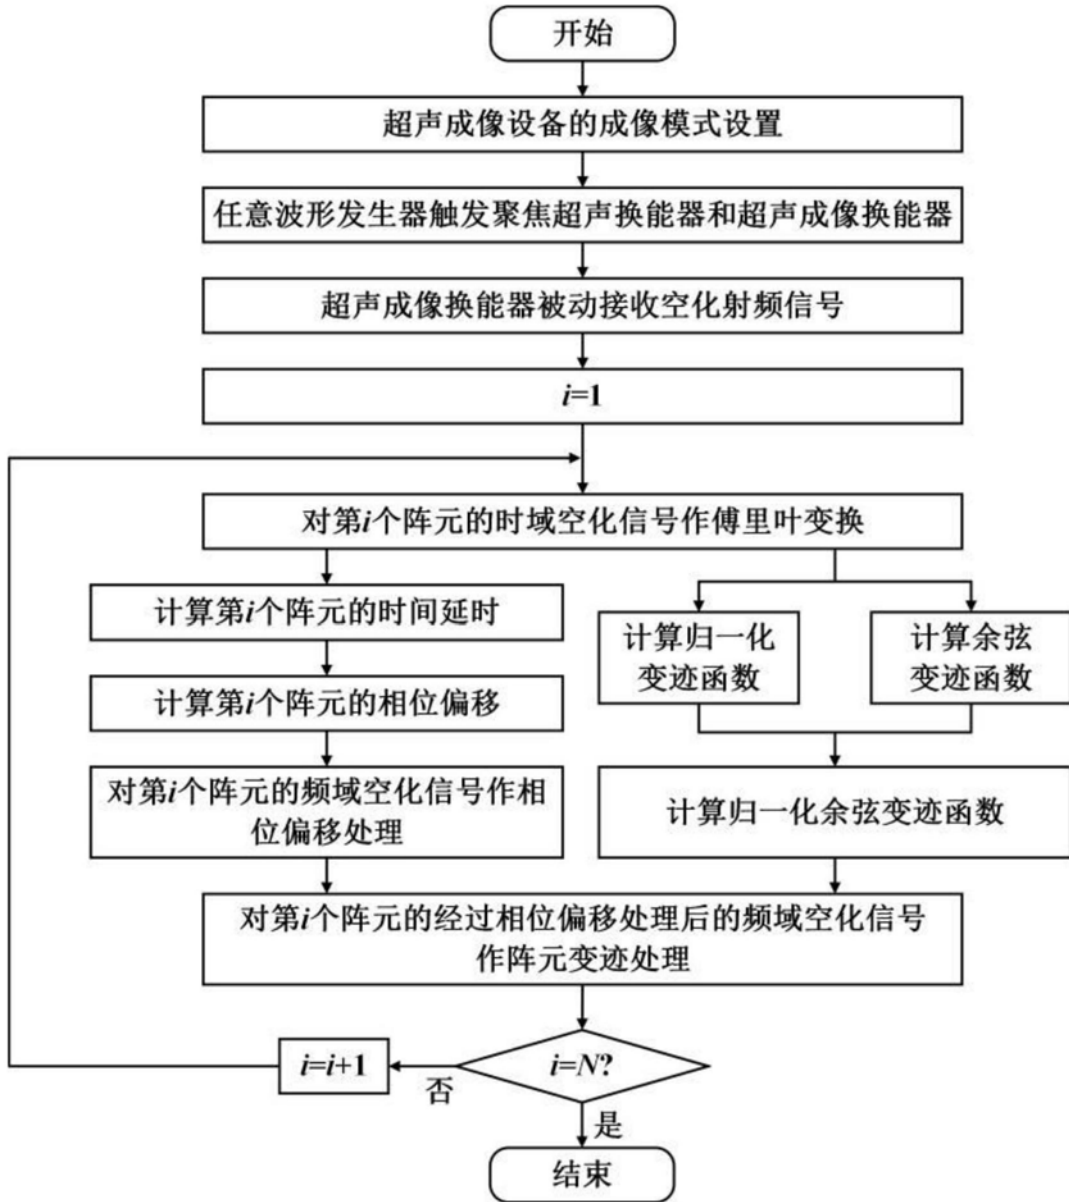 开始
超声成像设备的成像模式设置
任意波形发生器触发聚焦超声换能器和超声成像换能器
超声成像换能器被动接收空化射频信号
i=1
对第i个阵元的时域空化信号作傅里叶变换
计算第i个阵元的时间延时
计算第i个阵元的相位偏移
对第i个阵元的频域空化信号作相
位偏移处理
计算归一化
变迹函数
计算余弦
变迹函数
计算归一化余弦变迹函数
对第i个阵元的经过相位偏移处理后的频域空化信号
作阵元变迹处理
i=N?
否
i=i+1
是
结束